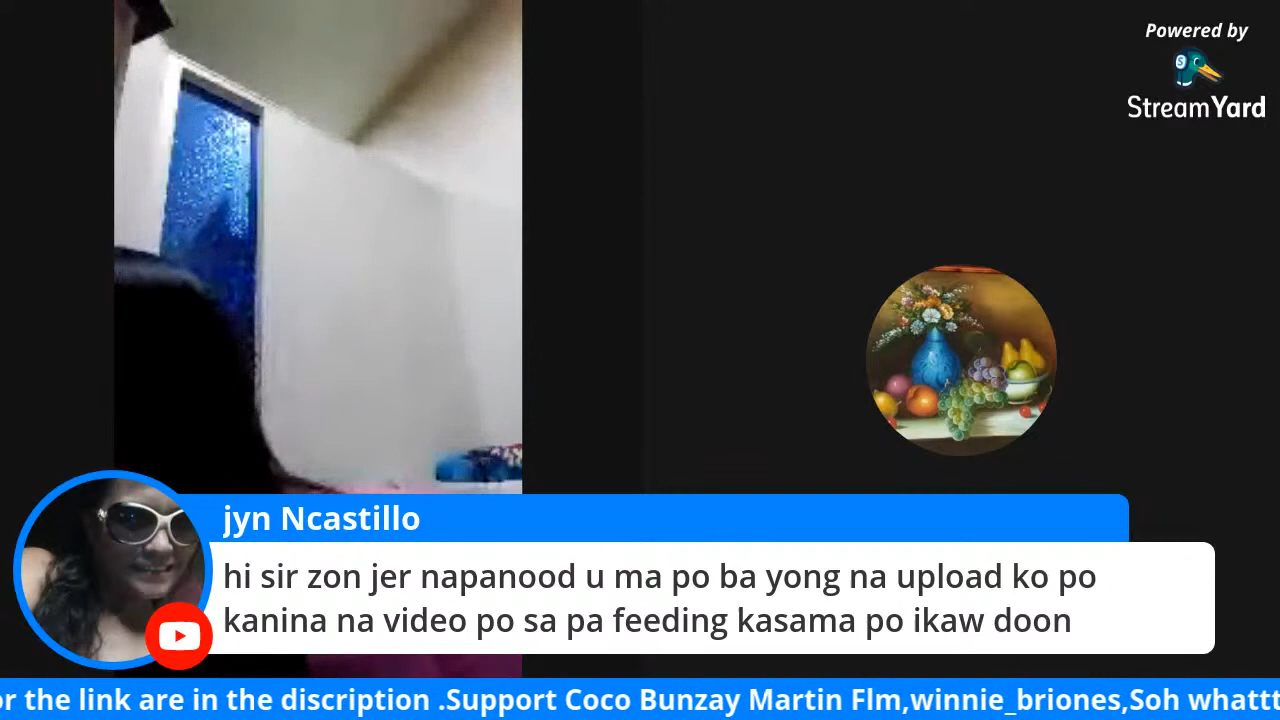 Powered by
StreamYard
jyn Ncastillo
hi sir zon jer napanood u ma po ba yong na upload ko po
kanina na video po sa pa feeding kasama po ikaw doon
or the link are in the discription .Support Coco Bunzay Martin Flm,winnie_briones,Soh whattt